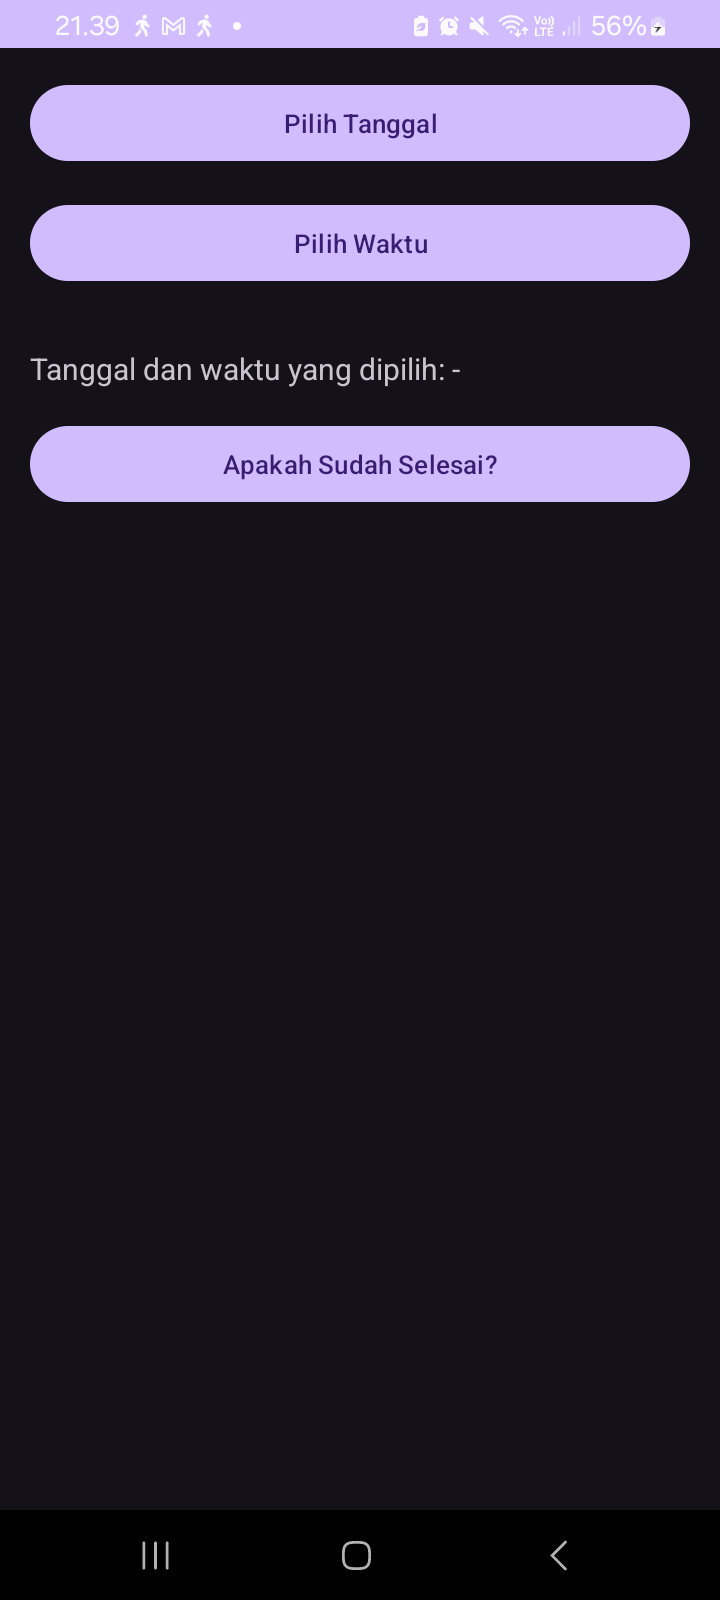 21.39
Vo))
LTE
56%
Pilih Tanggal
Pilih Waktu
Tanggal dan waktu yang dipilih: -
Apakah Sudah Selesai?